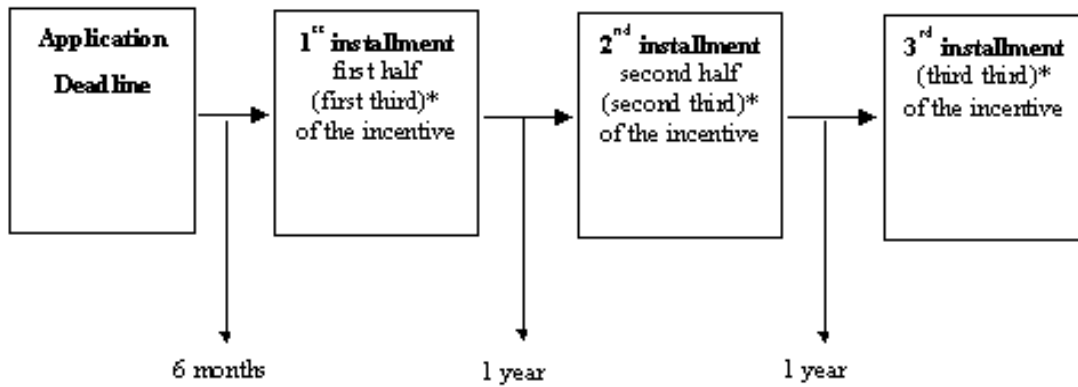 Application
Deadline
1st installment
first half
(first third)*
of the incentive
2nd installment
second half
(second third)*
of the incentive
3rd installment
(third third)*
of the incentive
6 months
1 year
1 year